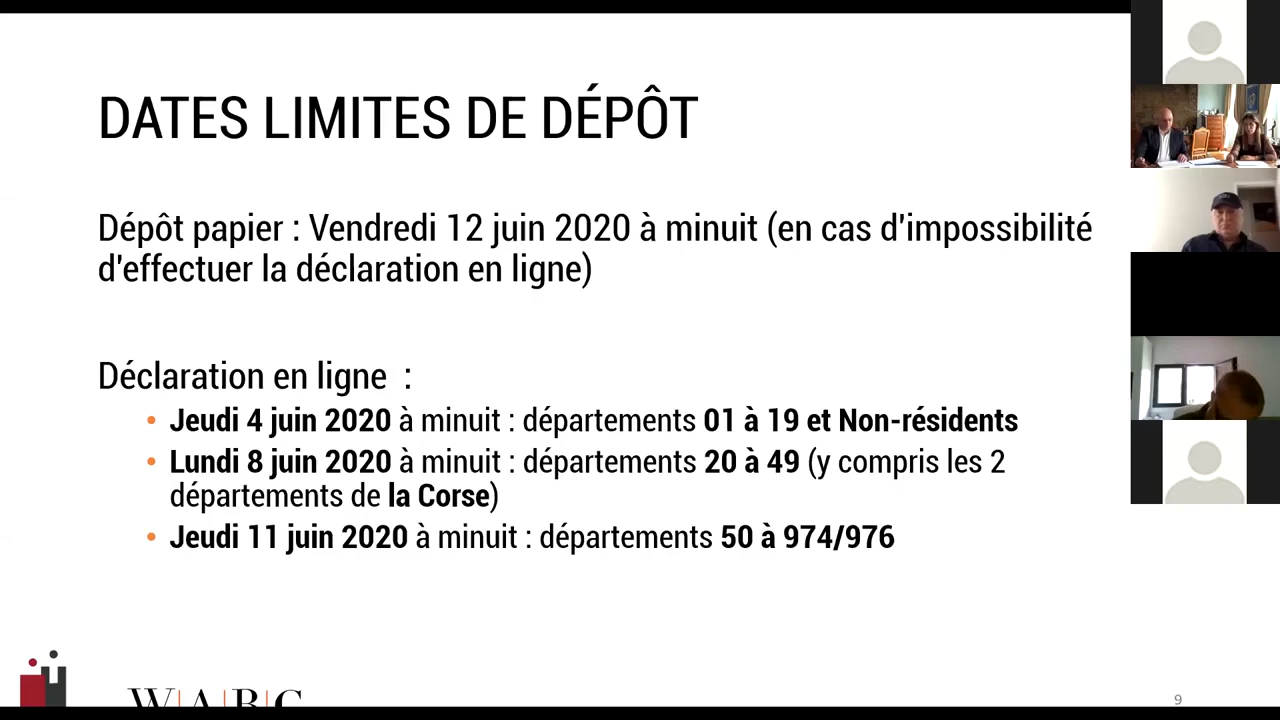 DATES LIMITES DE DÉPÔT
Dépôt papier : Vendredi 12 juin 2020 à minuit (en cas d'impossibilité
d'effectuer la déclaration en ligne)
Déclaration en ligne :
• Jeudi 4 juin 2020 à minuit : départements 01 à 19 et Non-résidents
• Lundi 8 juin 2020 à minuit : départements 20 à 49 (y compris les 2
départements de la Corse)
• Jeudi 11 juin 2020 à minuit : départements 50 à 974/976
W|A|B|C
9